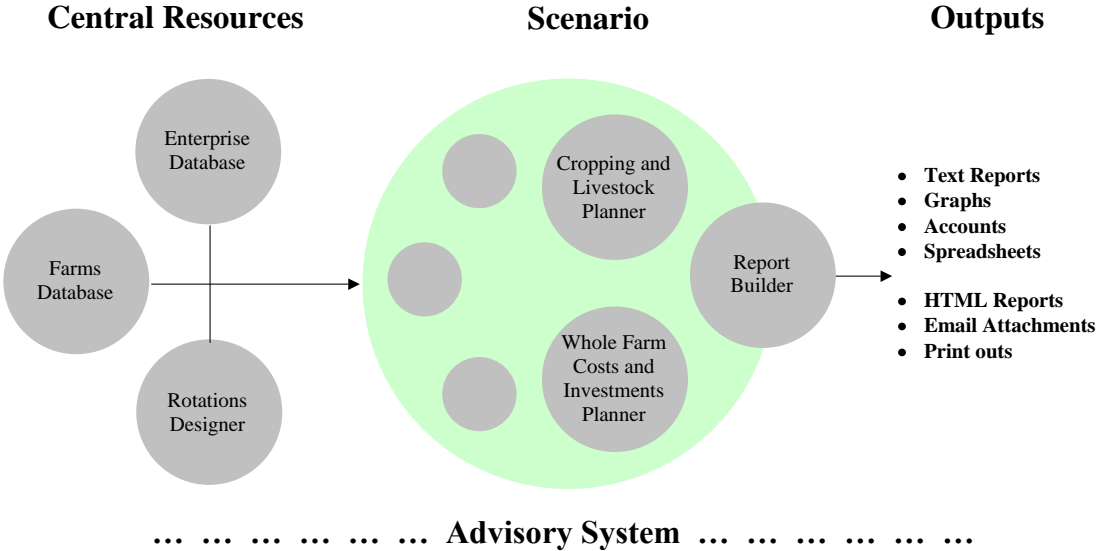 Central Resources
Scenario
Outputs
Enterprise
Database
Farms
Database
Rotations
Designer
Cropping and
Livestock
Planner
Whole Farm
Costs and
Investments
Planner
Report
Builder
• Text Reports
• Graphs
• Accounts
• Spreadsheets
• HTML Reports
• Email Attachments
• Print outs
… … … … … … Advisory System … … … … … …